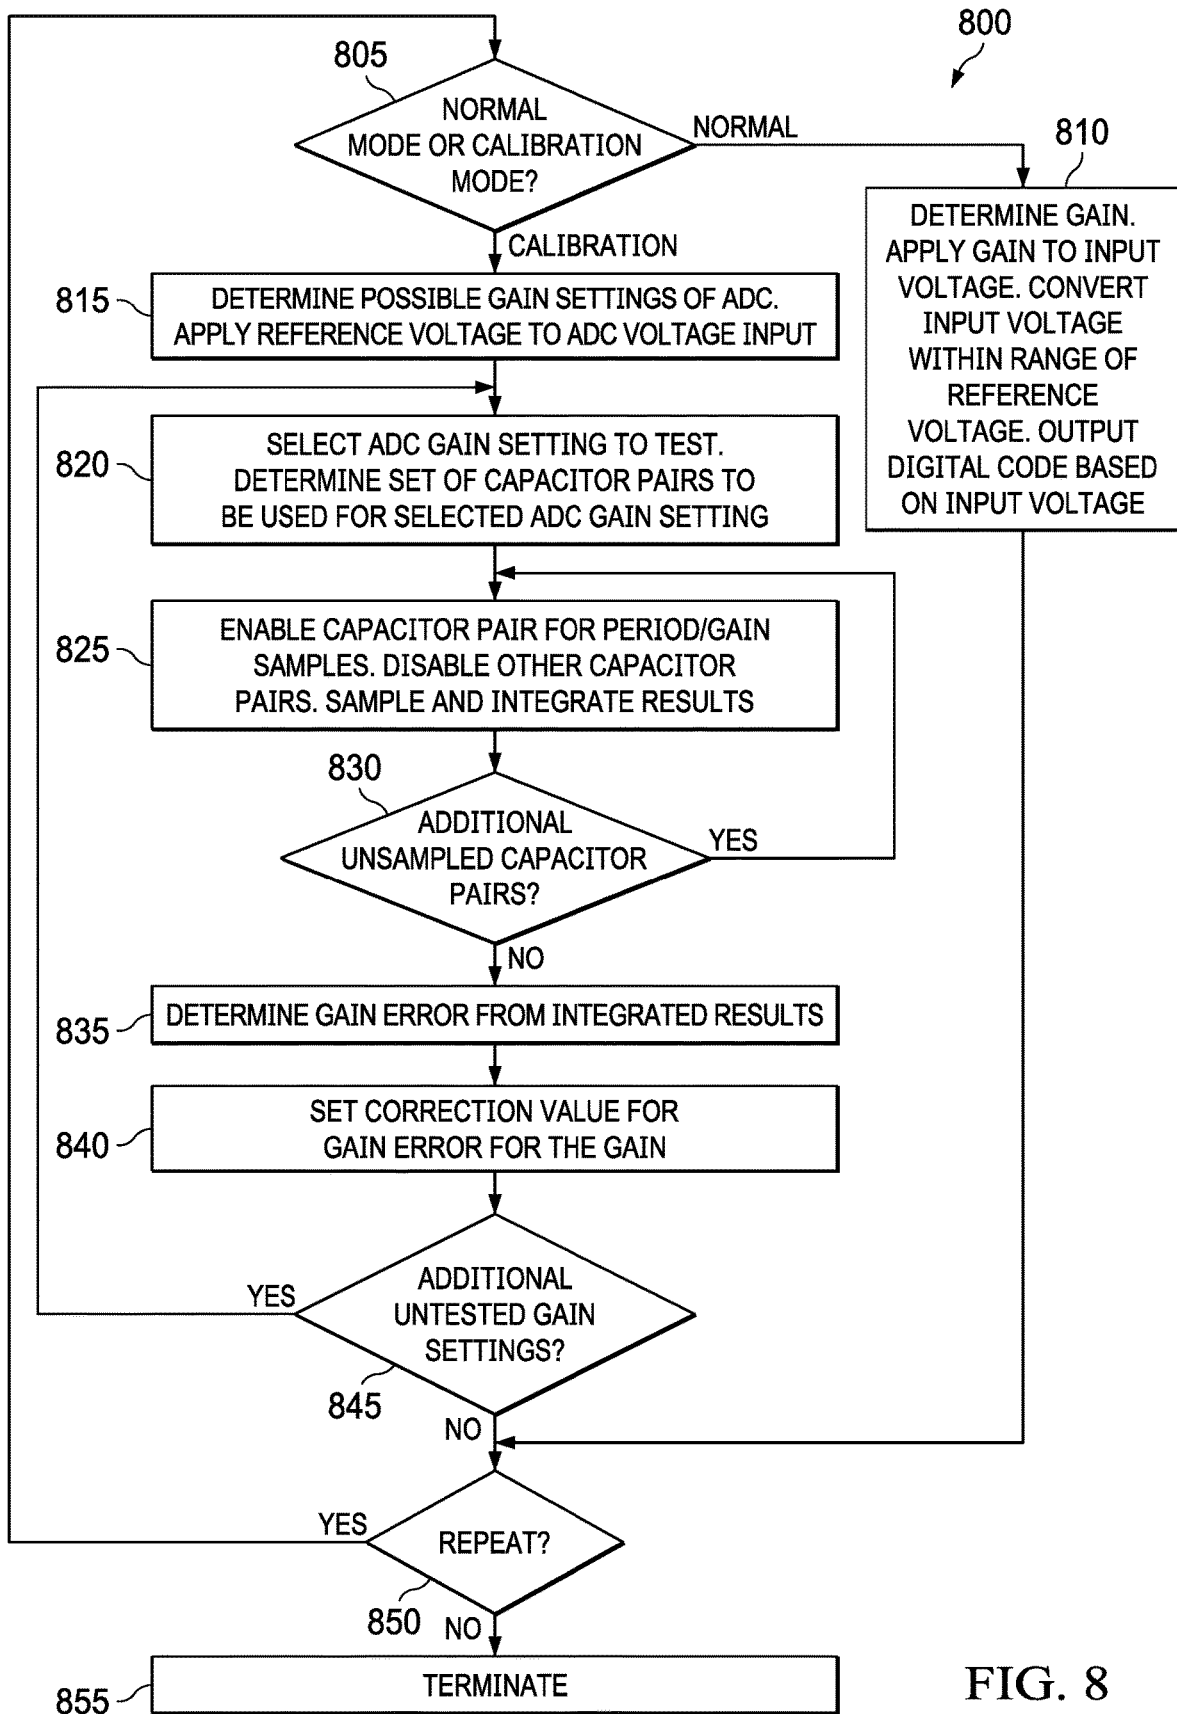 800
805
NORMAL
MODE OR CALIBRATION
MODE?
NORMAL
CALIBRATION
810
DETERMINE GAIN.
APPLY GAIN TO INPUT
VOLTAGE. CONVERT
INPUT VOLTAGE
WITHIN RANGE OF
REFERENCE
VOLTAGE. OUTPUT
DIGITAL CODE BASED
ON INPUT VOLTAGE
815
DETERMINE POSSIBLE GAIN SETTINGS OF ADC.
APPLY REFERENCE VOLTAGE TO ADC VOLTAGE INPUT
820
SELECT ADC GAIN SETTING TO TEST.
DETERMINE SET OF CAPACITOR PAIRS TO
BE USED FOR SELECTED ADC GAIN SETTING
825
ENABLE CAPACITOR PAIR FOR PERIOD/GAIN
SAMPLES. DISABLE OTHER CAPACITOR
PAIRS. SAMPLE AND INTEGRATE RESULTS
830
ADDITIONAL
UNSAMPLED CAPACITOR
PAIRS?
YES
NO
835
DETERMINE GAIN ERROR FROM INTEGRATED RESULTS
840
SET CORRECTION VALUE FOR
GAIN ERROR FOR THE GAIN
YES
ADDITIONAL
UNTESTED GAIN
SETTINGS?
845
NO
YES
REPEAT?
850
NO
855
TERMINATE
FIG. 8